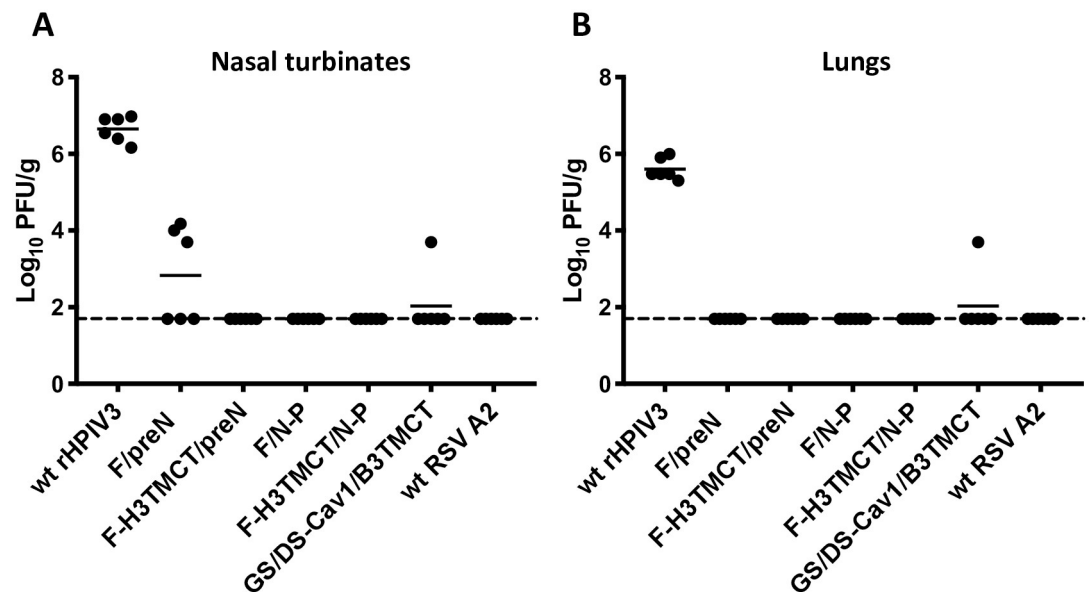 A
Nasal turbinates
Log10 PFU/g
8
6
4
2
0
wt rHPIV3
F/preN
F-H3TMCT/preN
F/N-P
F-H3TMCT/N-P
GS/DS-Cav1/B3TMCT
wt RSV A2
B
Lungs
Log10 PFU/g
8
6
4
2
0
wt rHPIV3
F/preN
F-H3TMCT/preN
F/N-P
F-H3TMCT/N-P
GS/DS-Cav1/B3TMCT
wt RSV A2